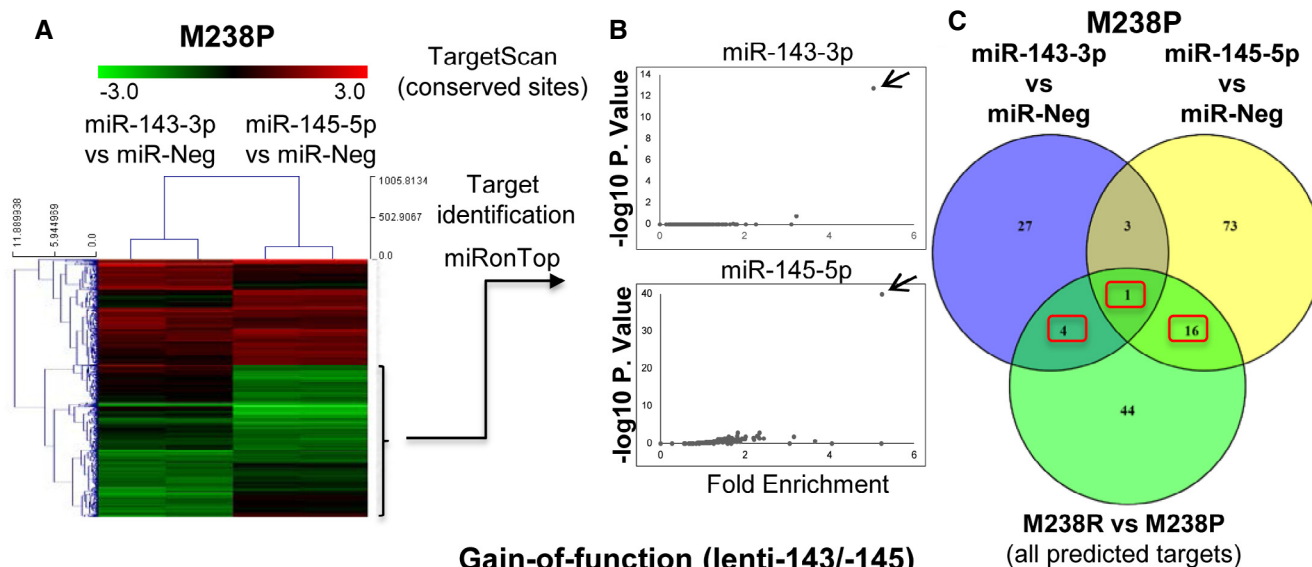 A
M238P
-3.0 3.0
miR-143-3p
vs miR-Neg
miR-145-5p
vs miR-Neg
1005.8134
502.9067
0.0
11.889938
5.944969
0.0
TargetScan
(conserved sites)
Target
identification
miRonTop
B
miR-143-3p
-log10 P. Value
14
12
10
8
6
4
2
0
0 2 4 6
miR-145-5p
-log10 P. Value
40
30
20
10
0
0 2 4 6
Fold Enrichment
C
M238P
miR-143-3p
vs
miR-Neg
miR-145-5p
vs
miR-Neg
27
3
73
1
4
16
44
M238R vs M238P
(all predicted targets)
Gain-of-function (lenti-143/-145)